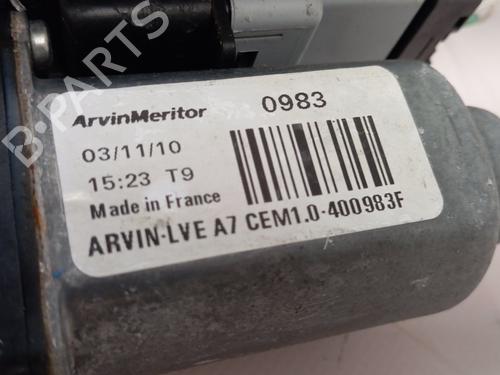 B-PARTS
ArvinMeritor 0983
03/11/10
15:23 T9
Made in France
ARVIN-LVE A7 CEM1.0-400983F